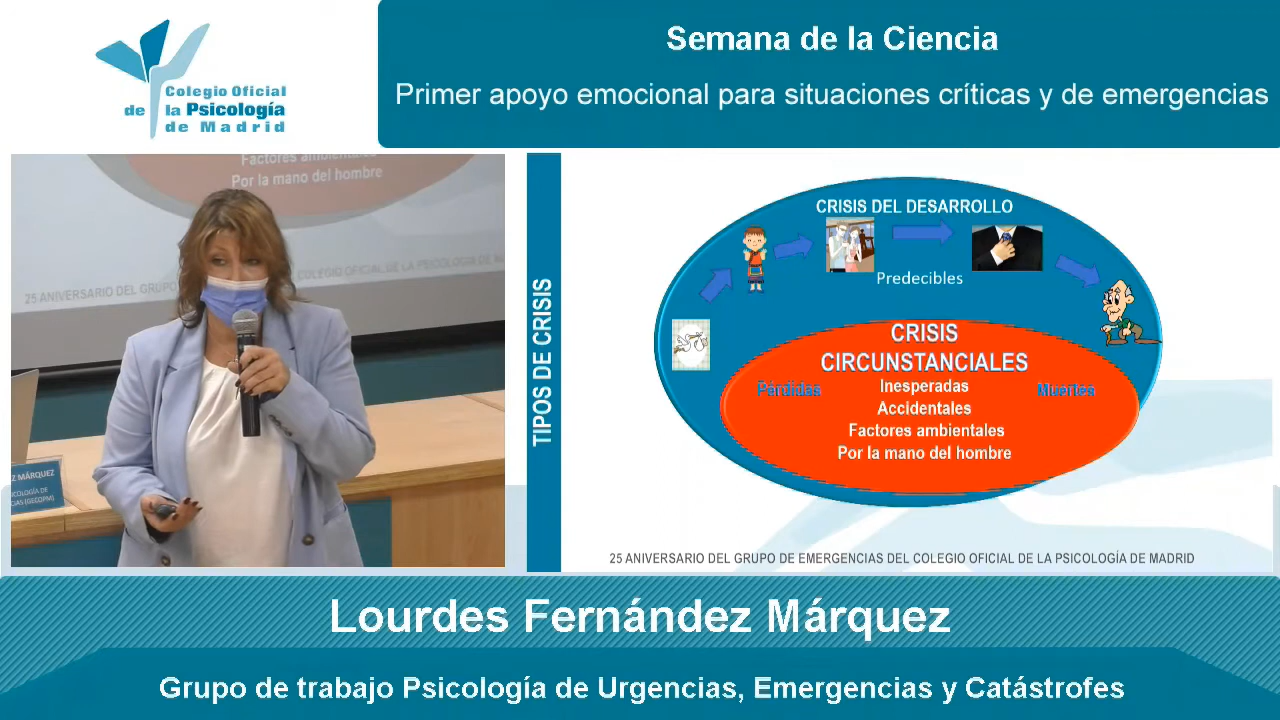 Colegio Oficial
de la Psicología
de Madrid
Semana de la Ciencia
Primer apoyo emocional para situaciones críticas y de emergencias
Factores ambientales
Por la mano del hombre
25 ANIVERSARIO DEL GRUPO
COLEGIO OFICIAL DE LA PSICOLOGÍA DE
Z MÁRQUEZ
TIPOS DE CRISIS
CRISIS DEL DESARROLLO
Predecibles
CRISIS
CIRCUNSTANCIALES
Pérdidas
Inesperadas
Muertes
Accidentales
Factores ambientales
Por la mano del hombre
25 ANIVERSARIO DEL GRUPO DE EMERGENCIAS DEL COLEGIO OFICIAL DE LA PSICOLOGÍA DE MADRID
Lourdes Fernández Márquez
Grupo de trabajo Psicología de Urgencias, Emergencias y Catástrofes